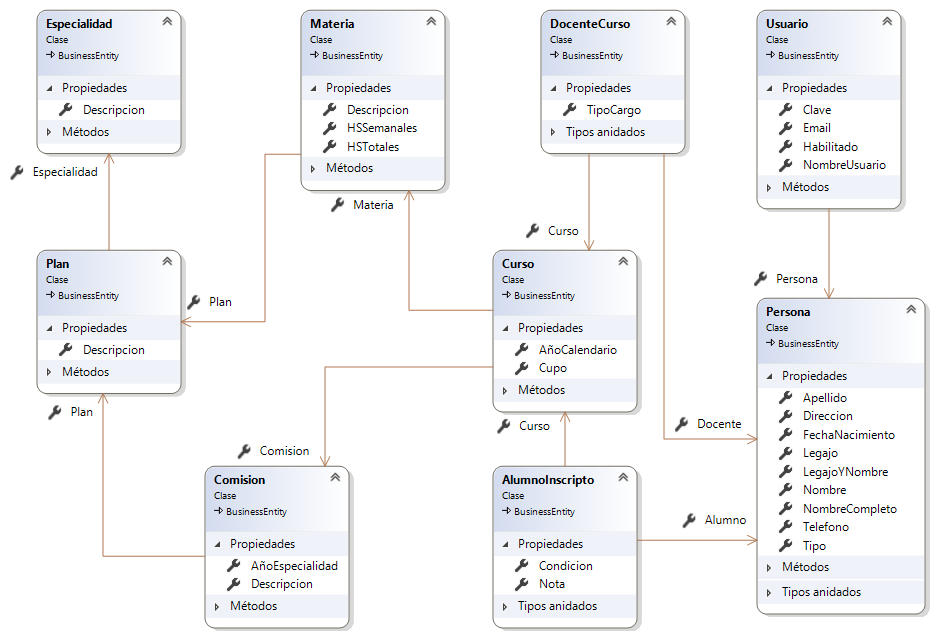 Especialidad
Clase
BusinessEntity
Propiedades
Descripcion
Métodos
Materia
Clase
BusinessEntity
Propiedades
Descripcion
HSSemanales
HSTotales
Métodos
DocenteCurso
Clase
BusinessEntity
Propiedades
TipoCargo
Tipos anidados
Usuario
Clase
BusinessEntity
Propiedades
Clave
Email
Habilitado
NombreUsuario
Métodos
Especialidad
Materia
Curso
Persona
Plan
Plan
Clase
BusinessEntity
Propiedades
Descripcion
Métodos
Plan
Curso
Clase
BusinessEntity
Propiedades
AñoCalendario
Cupo
Métodos
Curso
Docente
Persona
Clase
BusinessEntity
Propiedades
Apellido
Direccion
FechaNacimiento
Legajo
LegajoYNombre
Nombre
NombreCompleto
Telefono
Tipo
Métodos
Tipos anidados
Comision
Comision
Clase
BusinessEntity
Propiedades
AñoEspecialidad
Descripcion
Métodos
AlumnoInscripto
Clase
BusinessEntity
Propiedades
Condicion
Nota
Tipos anidados
Alumno